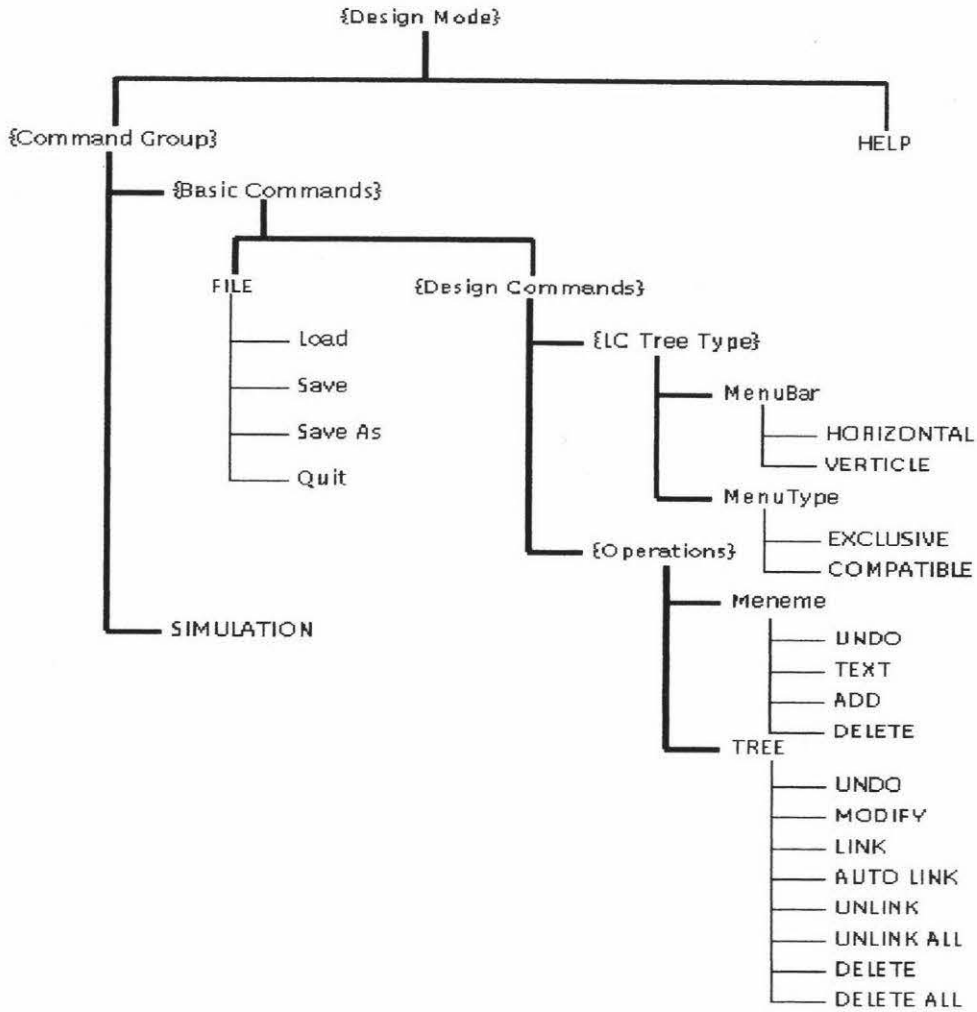 {Design Mode}
{Command Group}
HELP
{Basic Commands}
FILE
{Design Commands}
Load
Save
Save As
Quit
{LC Tree Type}
MenuBar
HORIZONTAL
VERTICLE
MenuType
EXCLUSIVE
COMPATIBLE
{Operations}
Meneme
UNDO
TEXT
ADD
DELETE
TREE
UNDO
MODIFY
LINK
AUTO LINK
UNLINK
UNLINK ALL
DELETE
DELETE ALL
SIMULATION